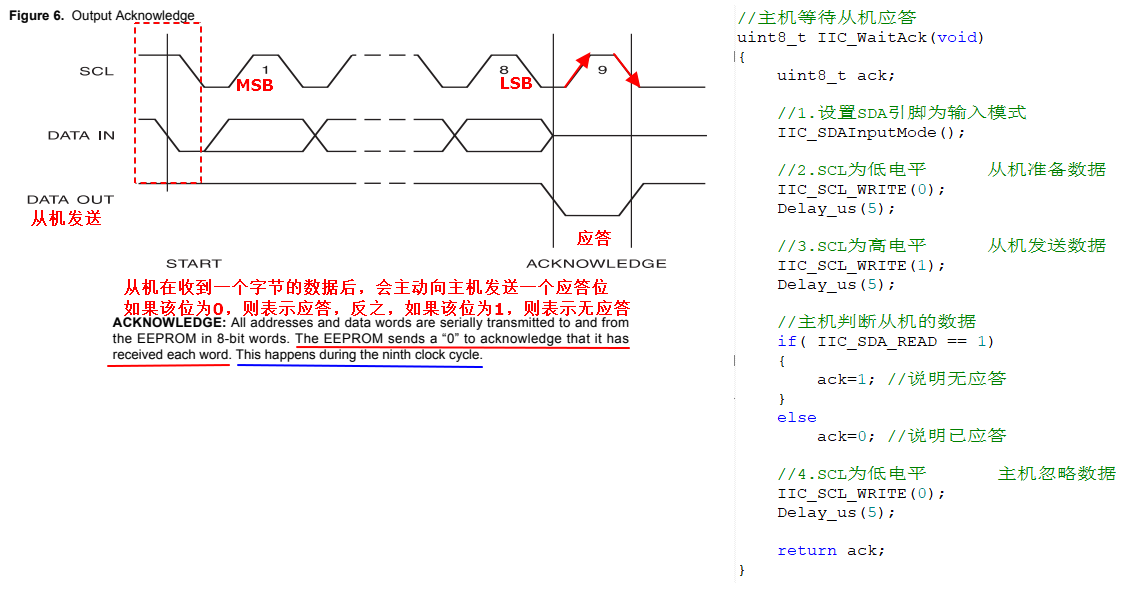 Figure 6. Output Acknowledge
SCL
1
MSB
8
LSB
9
DATA IN
DATA OUT
从机发送
应答
START
ACKNOWLEDGE
从机在收到一个字节的数据后，会主动向主机发送一个应答位
如果该位为0，则表示应答，反之，如果该位为1，则表示无应答
ACKNOWLEDGE: All addresses and data words are serially transmitted to and from
the EEPROM in 8-bit words. The EEPROM sends a “0” to acknowledge that it has
received each word. This happens during the ninth clock cycle.
//主机等待从机应答
uint8_t IIC_WaitAck(void)
{
uint8_t ack;
//1.设置SDA引脚为输入模式
IIC_SDAInputMode();
//2.SCL为低电平 从机准备数据
IIC_SCL_WRITE(0);
Delay_us(5);
//3.SCL为高电平 从机发送数据
IIC_SCL_WRITE(1);
Delay_us(5);
//主机判断从机的数据
if( IIC_SDA_READ == 1)
{
ack=1; //说明无应答
}
else
ack=0; //说明已应答
//4.SCL为低电平 主机忽略数据
IIC_SCL_WRITE(0);
Delay_us(5);
return ack;
}